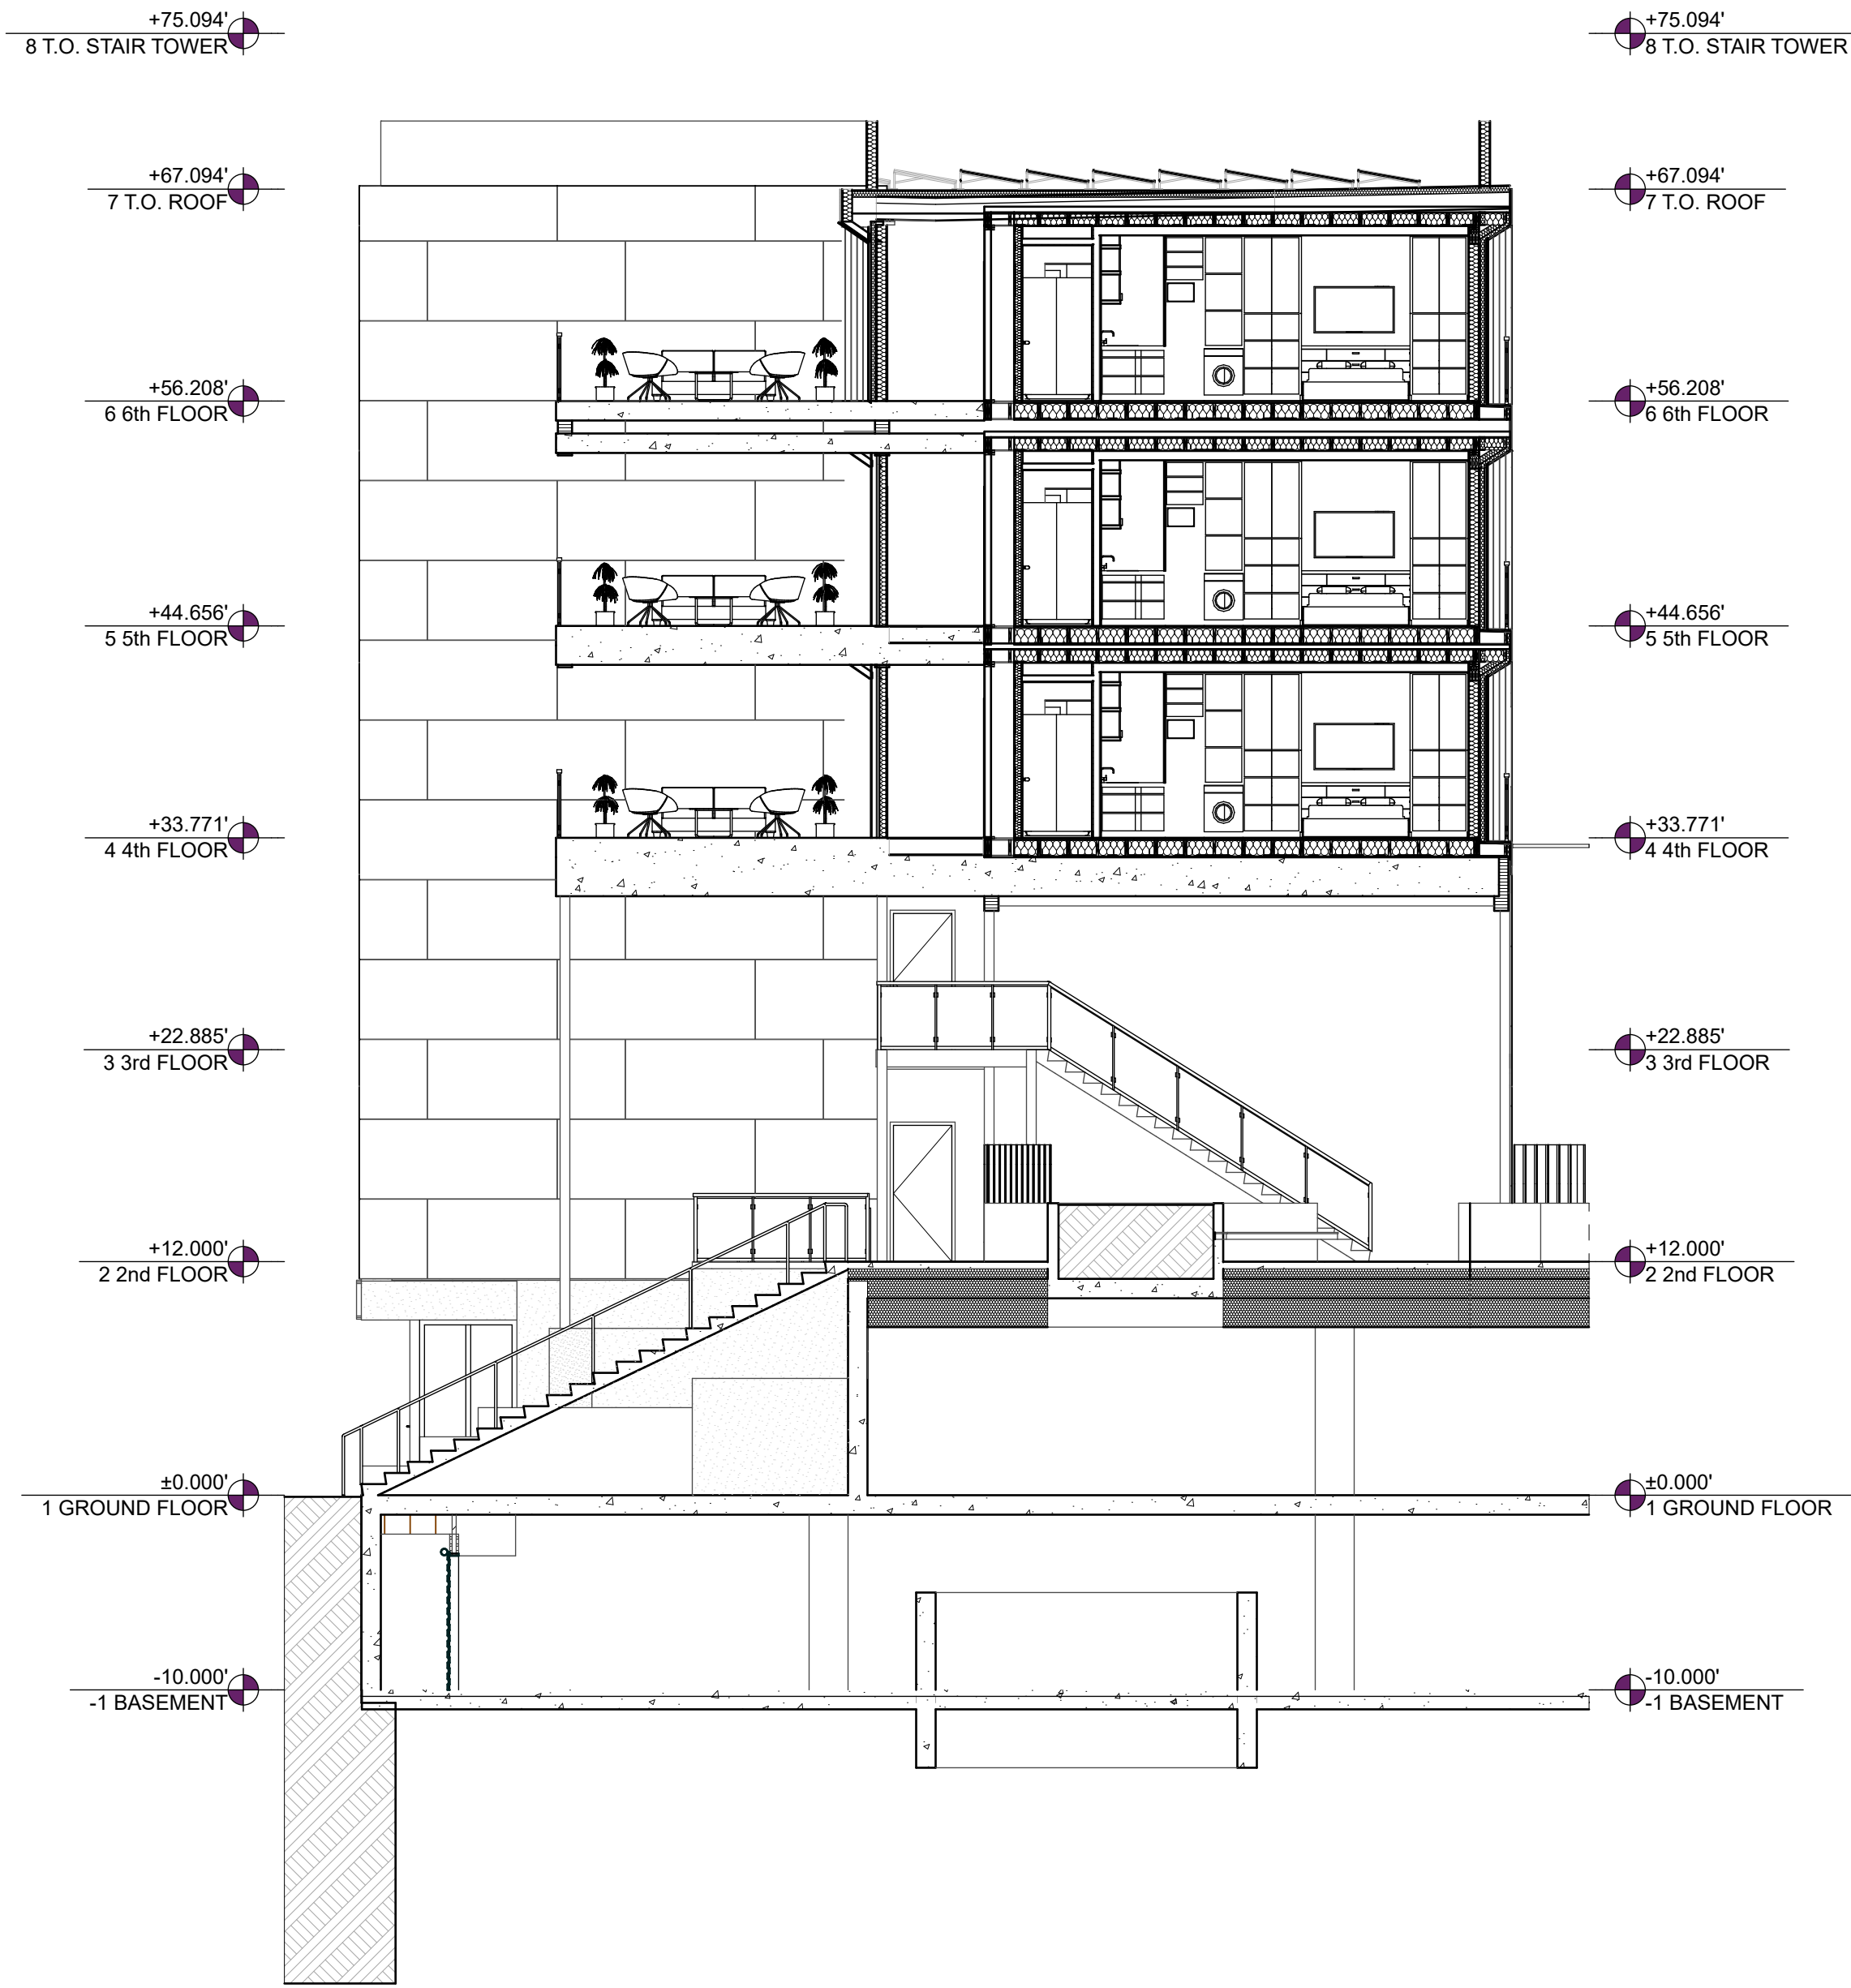 +75.094'
8 T.O. STAIR TOWER
+75.094'
8 T.O. STAIR TOWER
+67.094'
7 T.O. ROOF
+67.094'
7 T.O. ROOF
+56.208'
6 6th FLOOR
+56.208'
6 6th FLOOR
+44.656'
5 5th FLOOR
+44.656'
5 5th FLOOR
+33.771'
4 4th FLOOR
+33.771'
4 4th FLOOR
+22.885'
3 3rd FLOOR
+22.885'
3 3rd FLOOR
+12.000'
2 2nd FLOOR
+12.000'
2 2nd FLOOR
±0.000'
1 GROUND FLOOR
±0.000'
1 GROUND FLOOR
-10.000'
-1 BASEMENT
-10.000'
-1 BASEMENT